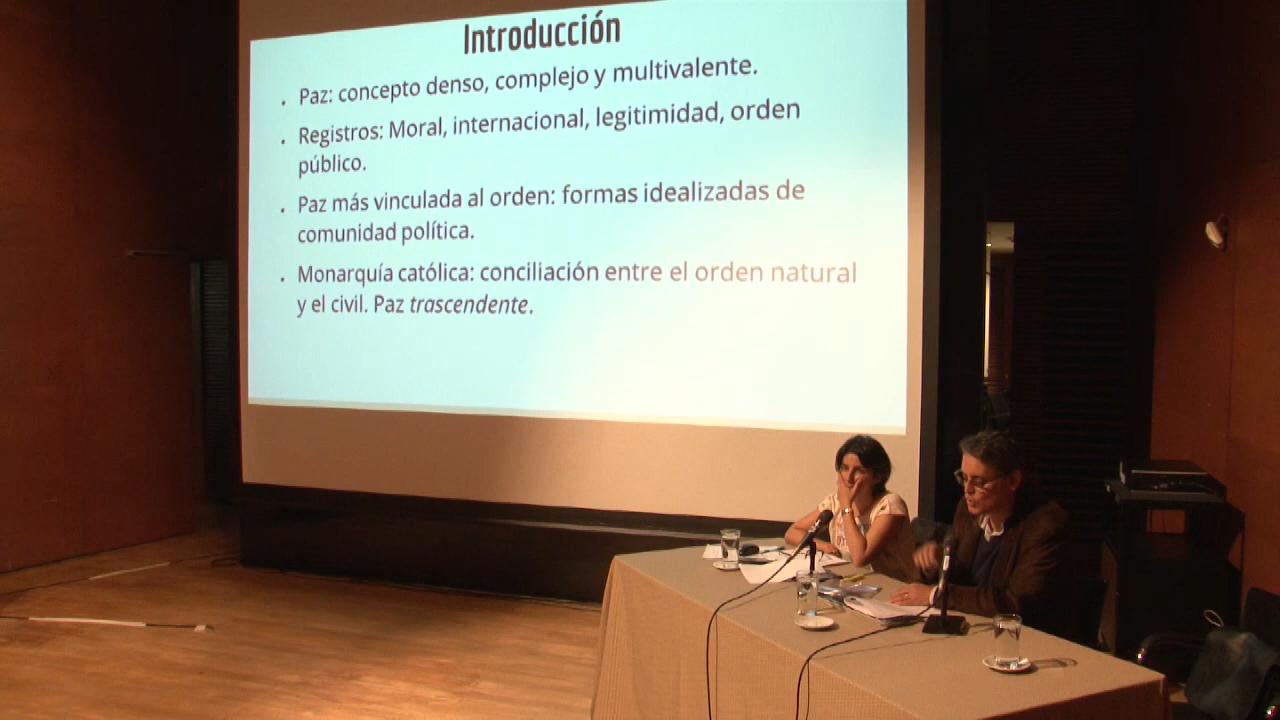 Introducción
. Paz: concepto denso, complejo y multivalente.
. Registros: Moral, internacional, legitimidad, orden
público.
. Paz más vinculada al orden: formas idealizadas de
comunidad política.
. Monarquía católica: conciliación entre el orden natural
y el civil. Paz trascendente.